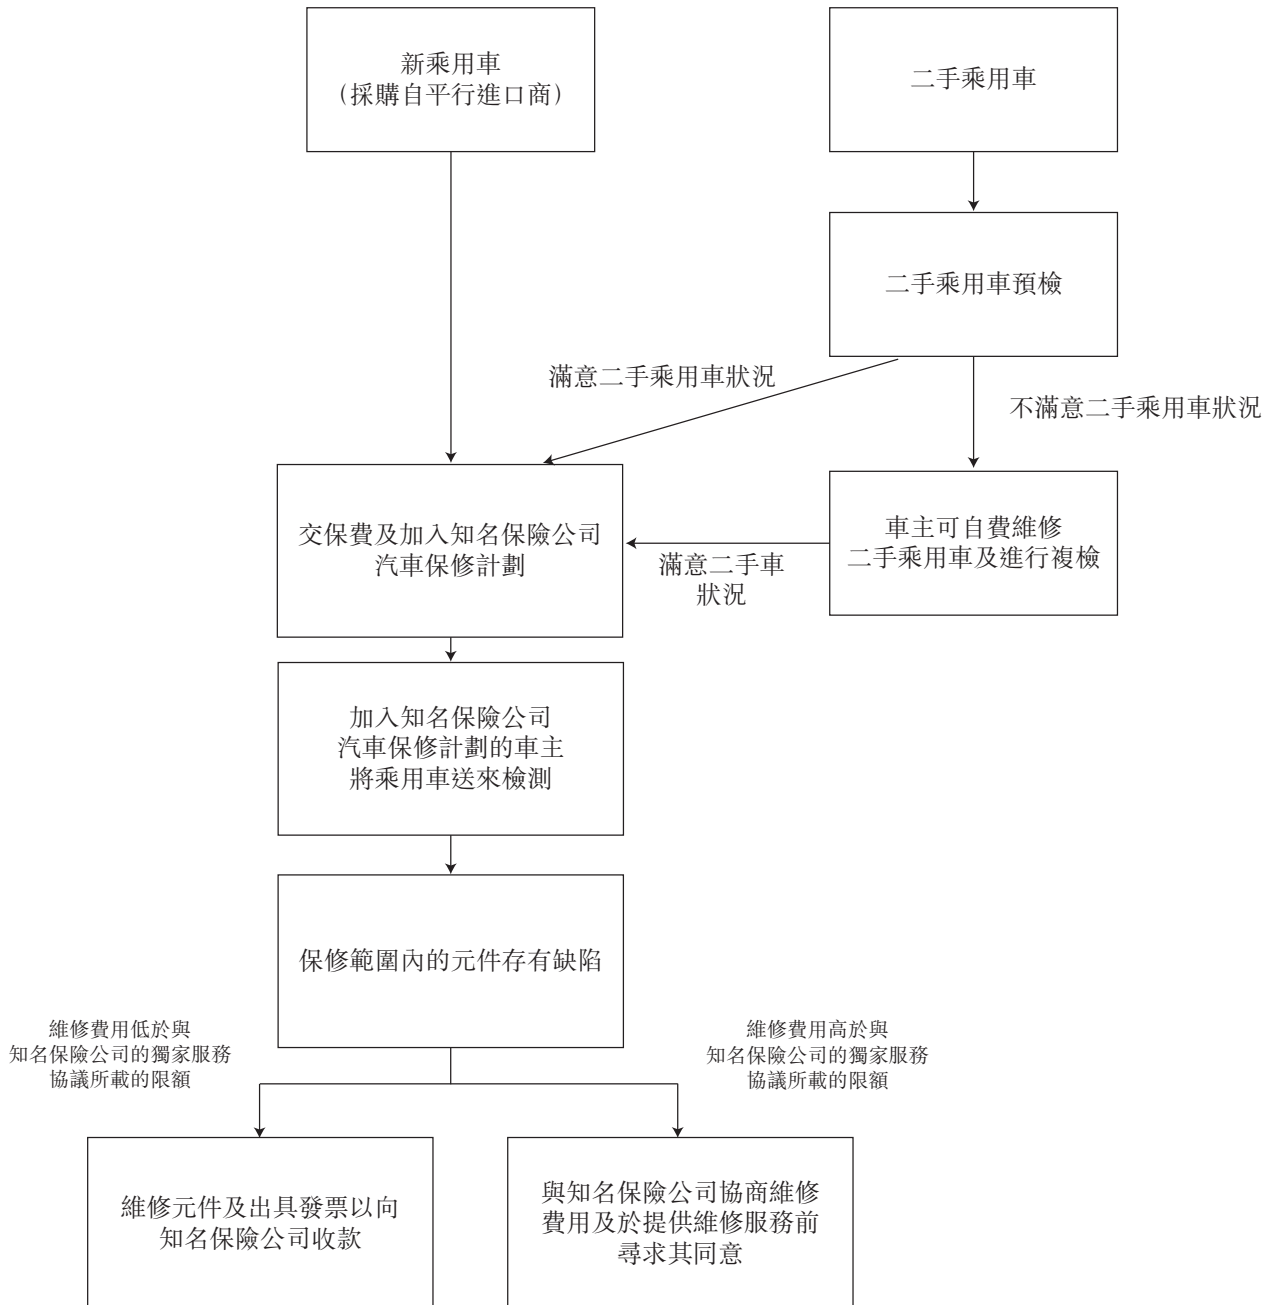 新乘用車
（採購自平行進口商）
二手乘用車
二手乘用車預檢
滿意二手乘用車狀況
不滿意二手乘用車狀況
交保費及加入知名保險公司
汽車保修計劃
滿意二手車
狀況
車主可自費維修
二手乘用車及進行複檢
加入知名保險公司
汽車保修計劃的車主
將乘用車送來檢測
保修範圍內的元件存有缺陷
維修費用低於與
知名保險公司的獨家服務
協議所載的限額
維修費用高於與
知名保險公司的獨家服務
協議所載的限額
維修元件及出具發票以向
知名保險公司收款
與知名保險公司協商維修
費用及於提供維修服務前
尋求其同意